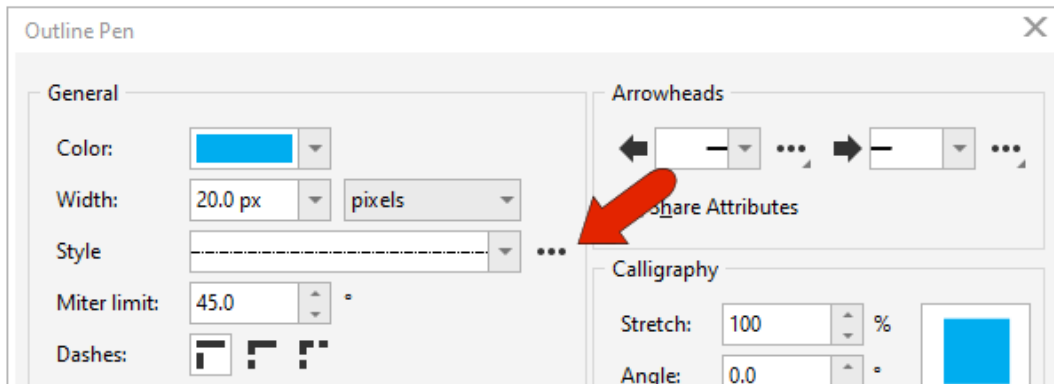 Outline Pen
General
Color:
Width: 20.0 px pixels
Style
Miter limit: 45.0 °
Dashes:
Arrowheads
Share Attributes
Calligraphy
Stretch: 100 %
Angle: 0.0 °